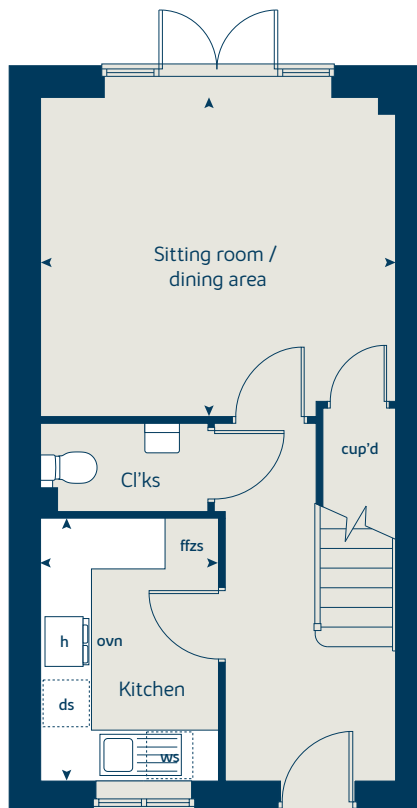 Sitting room /
dining area
cup'd
Cl'ks
ffzs
h
ovn
Kitchen
ds
ws